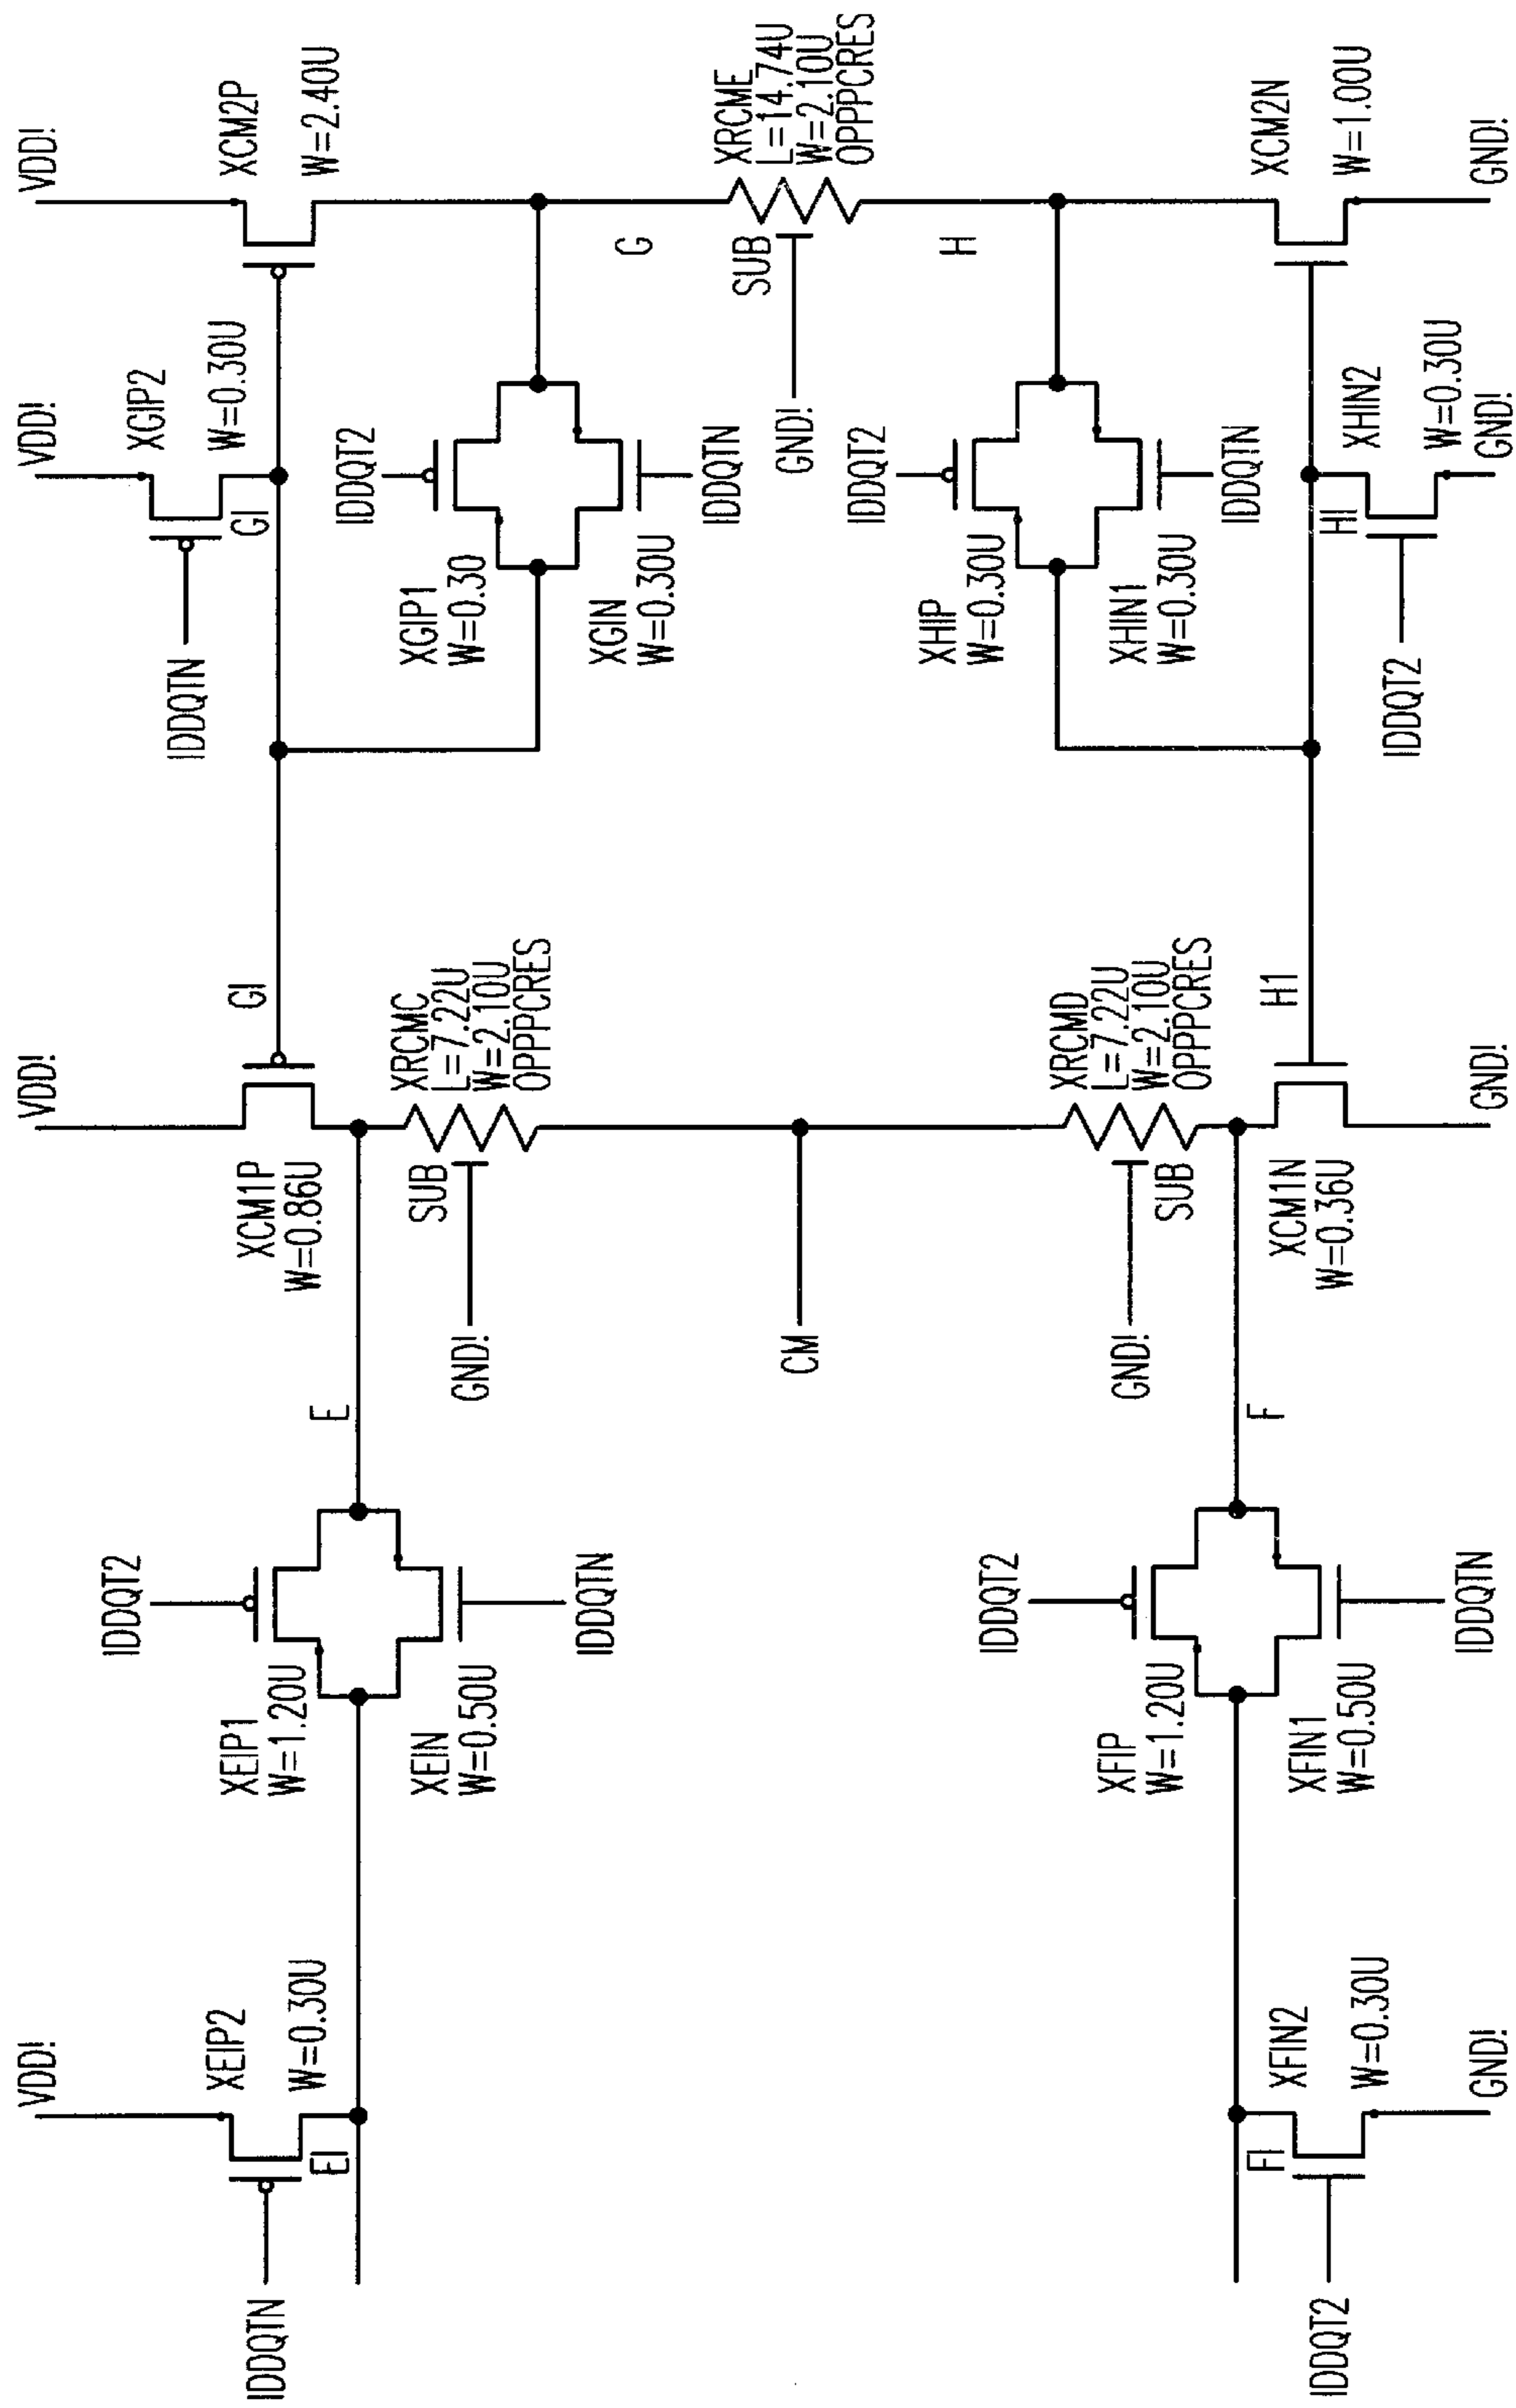 VDD!
VDD!
VDD!
VDD!
IDDQT2
XGIP2
IDDQTN
XEIP2
W=0.30U
XEIP1
W=1.20U
XCM1P
W=0.86U
GI
IDDQTN
W=0.30U
GI
XCM2P
W=2.40U
EI
E
IDDQT2
XEIN
W=0.50U
GND!
SUB
XRCMC
L=7.22U
W=2.10U
OPPPCRES
XGIP1
W=0.30
IDDQTN
XGIN
W=0.30U
G
IDDQTN
CM
GND!
SUB
XRCME
L=14.74U
W=2.10U
OPPPCRES
IDDQT2
IDDQT2
H
XHIP
W=0.30U
XFIP
W=1.20U
GND!
SUB
XRCMD
L=7.22U
W=2.10U
OPPPCRES
XHIN1
W=0.30U
IDDQTN
FI
F
XFIN2
W=0.30U
XFIN1
W=0.50U
XCM1N
W=0.36U
H1
HI
XHIN2
W=0.30U
XCM2N
W=1.00U
IDDQT2
IDDQT2
IDDQTN
GND!
GND!
GND!
GND!